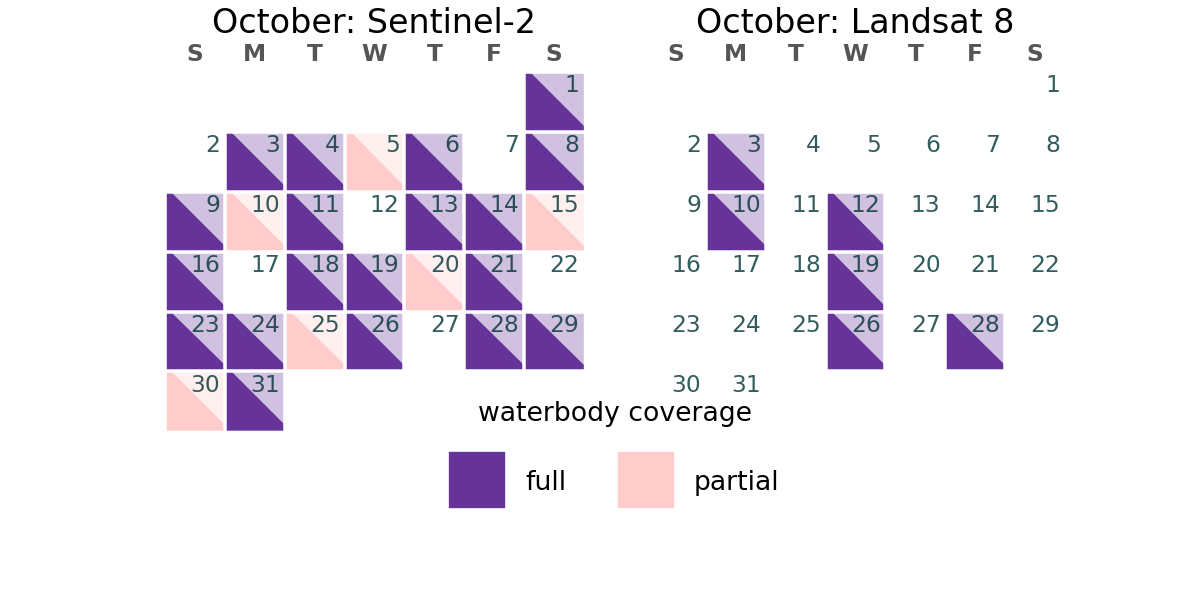 October: Sentinel-2
S M T W T F S
1
2 3 4 5 6 7 8
9 10 11 12 13 14 15
16 17 18 19 20 21 22
23 24 25 26 27 28 29
30 31
October: Landsat 8
S M T W T F S
1
2 3 4 5 6 7 8
9 10 11 12 13 14 15
16 17 18 19 20 21 22
23 24 25 26 27 28 29
30 31
waterbody coverage
full partial